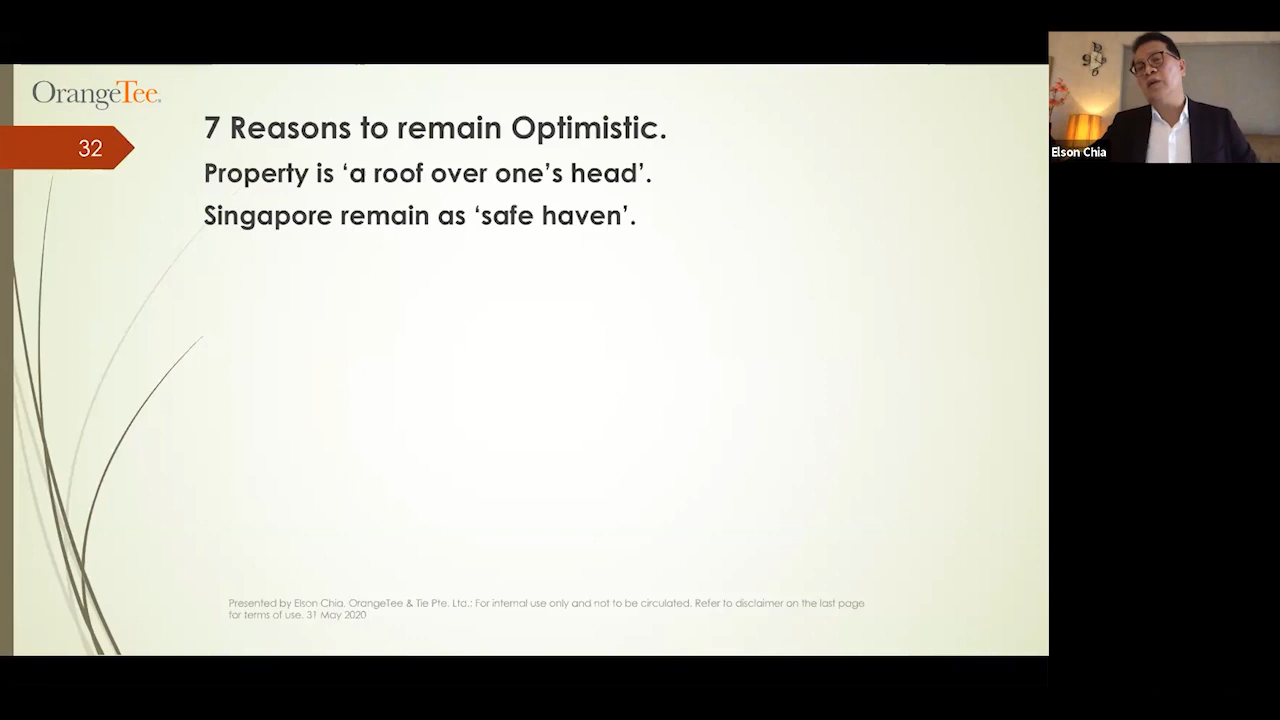 OrangeTee
32
7 Reasons to remain Optimistic.
Property is ‘a roof over one’s head’.
Singapore remain as ‘safe haven’.
Presented by Elson Chia, OrangeTee & Tie Pte. Ltd.: For internal use only and not to be circulated. Refer to disclaimer on the last page
for terms of use. 31 May 2020
Elson Chia